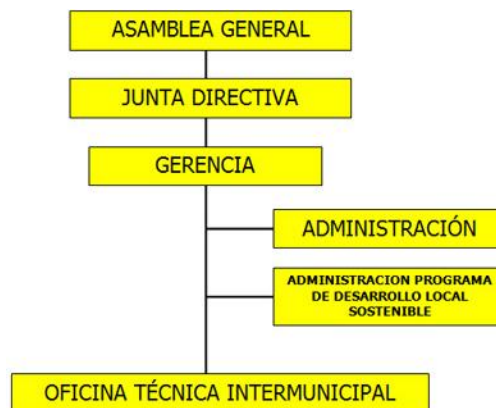 ASAMBLEA GENERAL
JUNTA DIRECTIVA
GERENCIA
ADMINISTRACIÓN
ADMINISTRACION PROGRAMA
DE DESARROLLO LOCAL
SOSTENIBLE
OFICINA TÉCNICA INTERMUNICIPAL